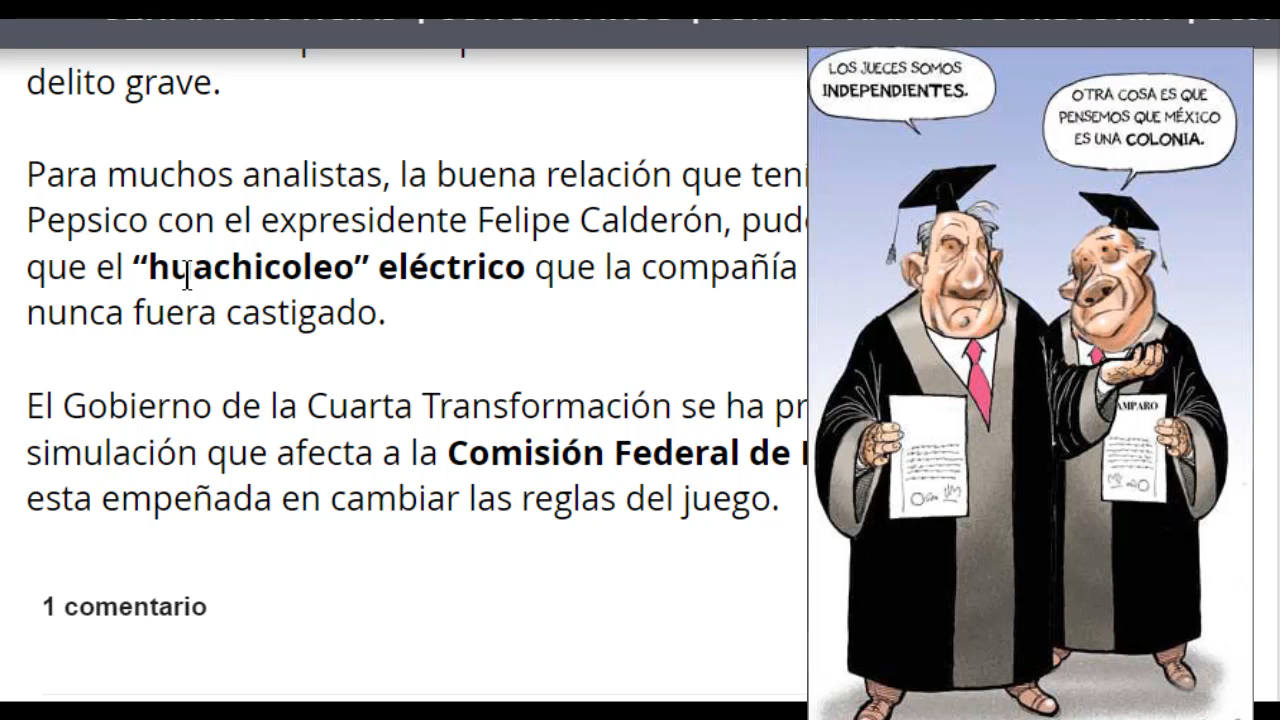 delito grave.
Para muchos analistas, la buena relación que
Pepsico con el expresidente Felipe Calderón,
que el “huachicoleo” eléctrico que la compañía
nunca fuera castigado.
El Gobierno de la Cuarta Transformación se ha
simulación que afecta a la Comisión Federal de
esta empeñada en cambiar las reglas del juego.
1 comentario
LOS JUECES SOMOS
INDEPENDIENTES.
OTRA COSA ES QUE
PENSEMOS QUE MÉXICO
ES UNA COLONIA.
AMPARO